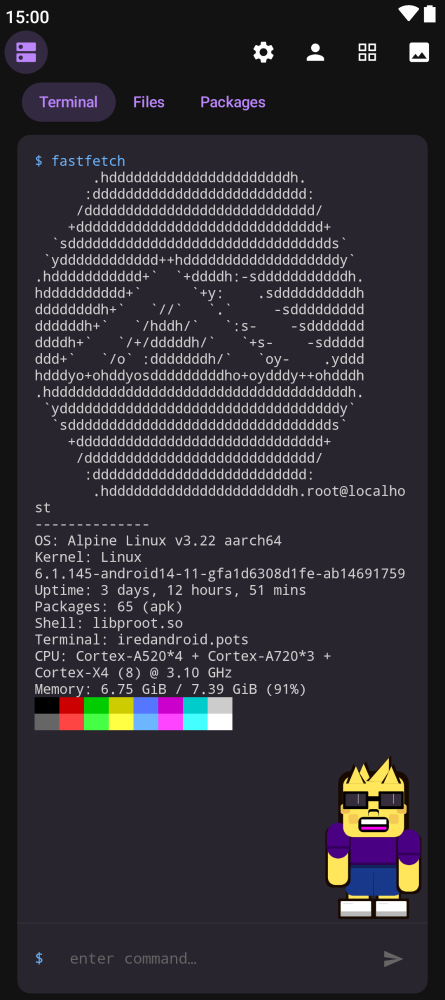 15:00
Terminal Files Packages
$ fastfetch
       .hddddddddddddddddddddddh.
      :dddddddddddddddddddddddddd:
     /dddddddddddddddddddddddddddd/
    +dddddddddddddddddddddddddddddd+
  `sdddddddddddddddddddddddddddddddds`
 `ydddddddddddd++hdddddddddddddddddddy`
.hddddddddddd+`  `+ddddh:-sdddddddddddh.
hdddddddddd+`      `+y:    .sddddddddddh
ddddddddh+`   `//`   `.`     -sddddddddd
ddddddh+`   `/hddh/`   `:s-    -sddddddd
ddddh+`   `/+/dddddh/`   `+s-    -sddddd
ddd+`   `/o` :dddddddh/`   `oy-    .yddd
hdddyo+ohddyosdddddddddho+oydddy++ohdddh
.hddddddddddddddddddddddddddddddddddddh.
 `yddddddddddddddddddddddddddddddddddy`
  `sdddddddddddddddddddddddddddddddds`
    +dddddddddddddddddddddddddddddd+
     /dddddddddddddddddddddddddddd/
      :dddddddddddddddddddddddddd:
       .hddddddddddddddddddddddh.root@localho
st
--------------
OS: Alpine Linux v3.22 aarch64
Kernel: Linux
6.1.145-android14-11-gfa1d6308d1fe-ab14691759
Uptime: 3 days, 12 hours, 51 mins
Packages: 65 (apk)
Shell: libproot.so
Terminal: iredandroid.pots
CPU: Cortex-A520*4 + Cortex-A720*3 +
Cortex-X4 (8) @ 3.10 GHz
Memory: 6.75 GiB / 7.39 GiB (91%)
$ enter command…